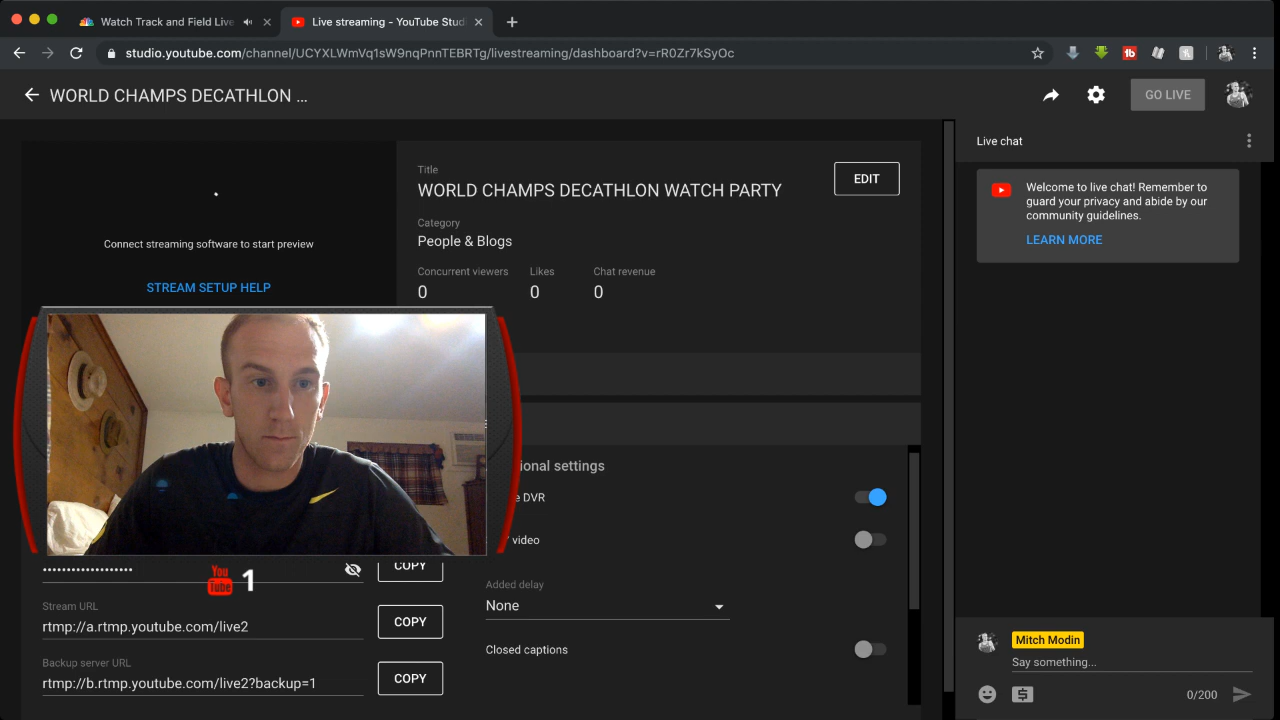 Watch Track and Field Live
Live streaming - YouTube Stud
studio.youtube.com/channel/UCYXLWmVq1sW9nqPnnTEBRTg/livestreaming/dashboard?v=rR0Zr7kSyOc
WORLD CHAMPS DECATHLON ...
GO LIVE
Connect streaming software to start preview
STREAM SETUP HELP
Title
WORLD CHAMPS DECATHLON WATCH PARTY
EDIT
Category
People & Blogs
Concurrent viewers Likes Chat revenue
0 0 0
Live chat
Welcome to live chat! Remember to
guard your privacy and abide by our
community guidelines.
LEARN MORE
ional settings
DVR
video
Added delay
None
Closed captions
COPY
You
Tube 1
Stream URL
rtmp://a.rtmp.youtube.com/live2
COPY
Backup server URL
rtmp://b.rtmp.youtube.com/live2?backup=1
COPY
Mitch Modin
Say something...
0/200